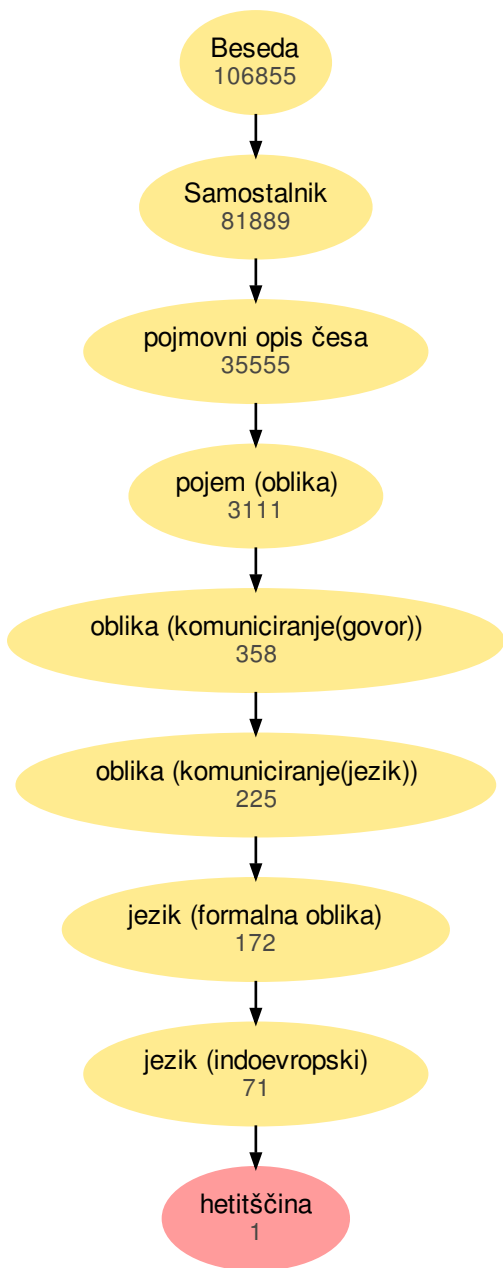 Beseda
106855
Samostalnik
81889
pojmovni opis česa
35555
pojem (oblika)
3111
oblika (komuniciranje(govor))
358
oblika (komuniciranje(jezik))
225
jezik (formalna oblika)
172
jezik (indoevropski)
71
hetitščina
1